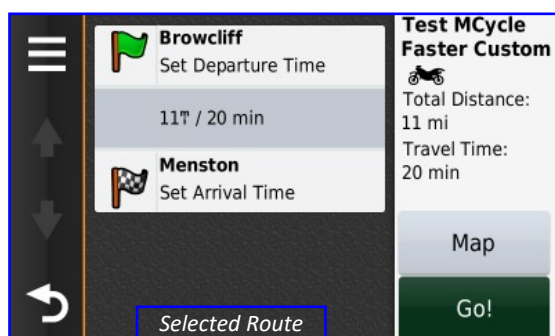 Browcliff
Set Departure Time
11₥ / 20 min
Menston
Set Arrival Time
Selected Route
Test MCycle
Faster Custom
Total Distance:
11 mi
Travel Time:
20 min
Map
Go!